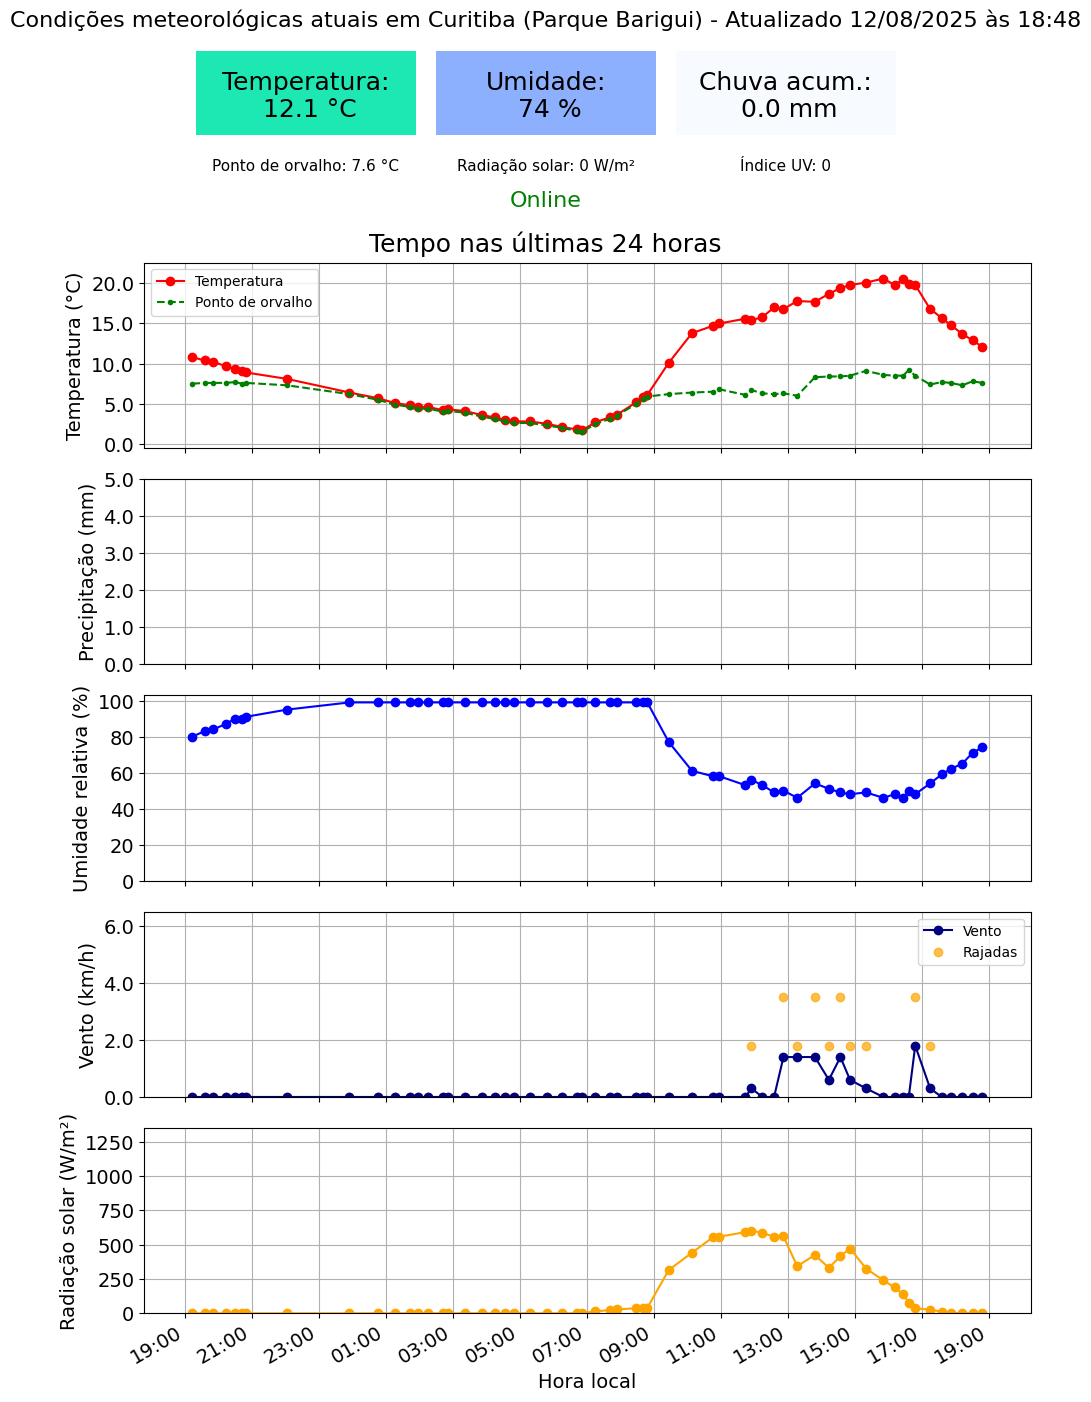 Condições meteorológicas atuais em Curitiba (Parque Barigui) - Atualizado 12/08/2025 às 18:48
Temperatura:
12.1 °C
Umidade:
74 %
Chuva acum.:
0.0 mm
Ponto de orvalho: 7.6 °C
Radiação solar: 0 W/m²
Índice UV: 0
Online
Tempo nas últimas 24 horas
Temperatura (°C)
20.0
15.0
10.0
5.0
0.0
Temperatura
Ponto de orvalho
Precipitação (mm)
5.0
4.0
3.0
2.0
1.0
0.0
Umidade relativa (%)
100
80
60
40
20
0
Vento (km/h)
6.0
4.0
2.0
0.0
Vento
Rajadas
Radiação solar (W/m²)
1250
1000
750
500
250
0
19:00
21:00
23:00
01:00
03:00
05:00
07:00
09:00
11:00
13:00
15:00
17:00
19:00
Hora local